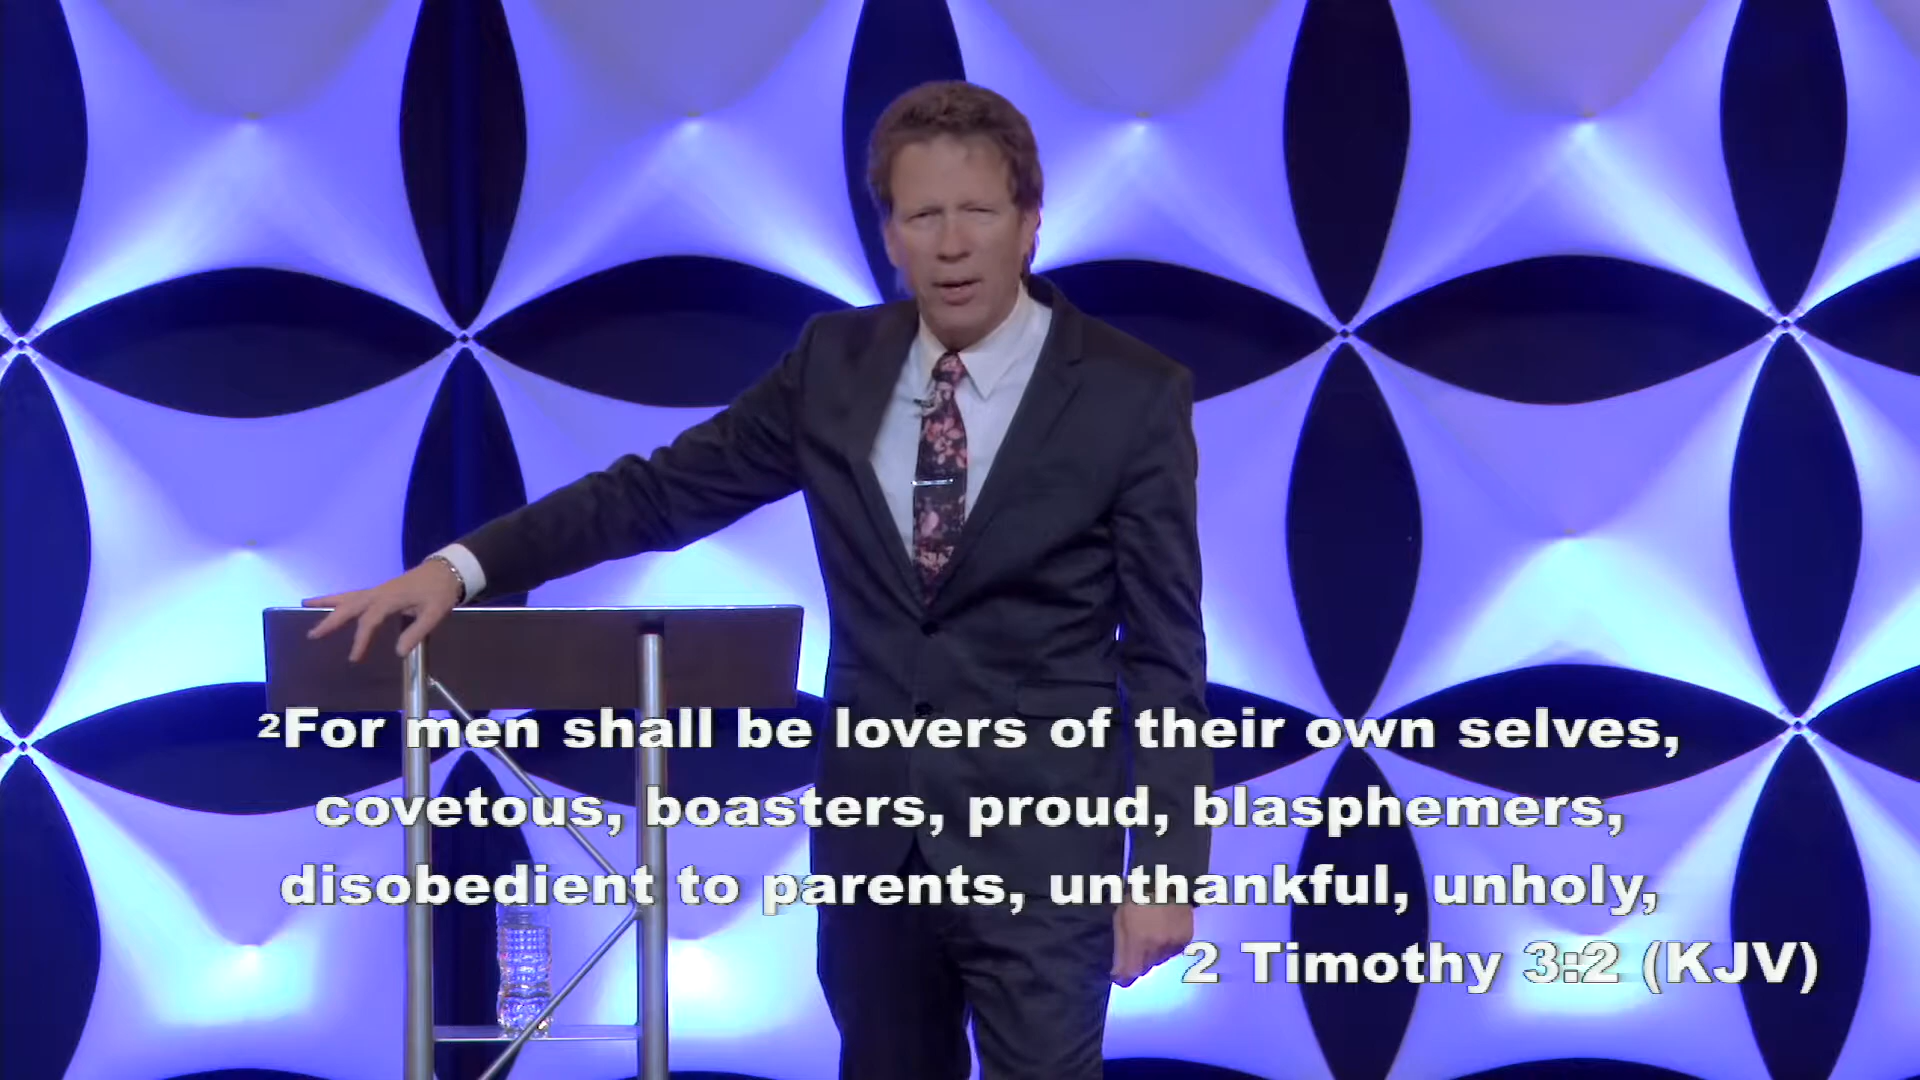 ²For men shall be lovers of their own selves,
covetous, boasters, proud, blasphemers,
disobedient to parents, unthankful, unholy,
2 Timothy 3:2 (KJV)